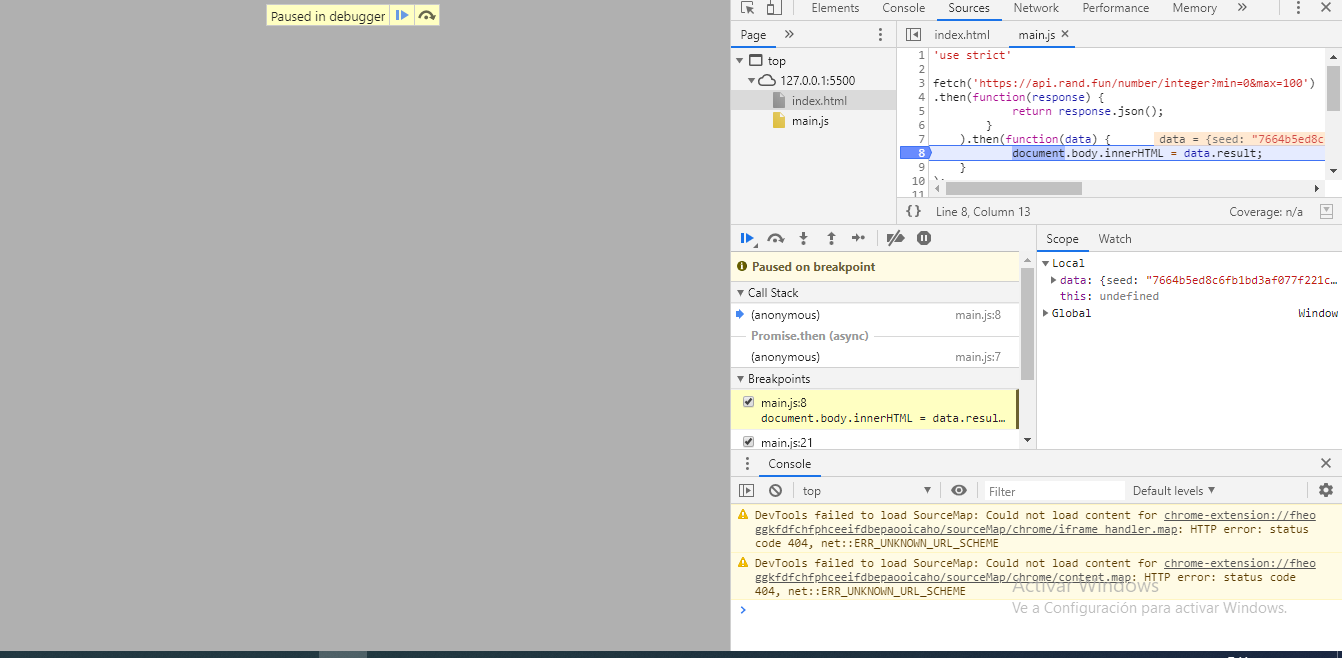 Paused in debugger
Elements Console Sources Network Performance Memory »
Page »
index.html main.js ×
top
127.0.0.1:5500
index.html
main.js
1 'use strict'
2
3 fetch('https://api.rand.fun/number/integer?min=0&max=100')
4 .then(function(response) {
5 return response.json();
6 }
7 ).then(function(data) { data = {seed: "7664b5ed8c
8 document.body.innerHTML = data.result;
9 }
10 );
11
{} Line 8, Column 13 Coverage: n/a
Scope Watch
Paused on breakpoint
Call Stack
(anonymous) main.js:8
Promise.then (async)
(anonymous) main.js:7
Breakpoints
main.js:8
document.body.innerHTML = data.resul…
main.js:21
Local
data: {seed: "7664b5ed8c6fb1bd3af077f221c…
this: undefined
Global Window
Console
top Filter Default levels
DevTools failed to load SourceMap: Could not load content for chrome-extension://fheo
ggkfdfchfphceeifdbepaooicaho/sourceMap/chrome/iframe_handler.map: HTTP error: status
code 404, net::ERR_UNKNOWN_URL_SCHEME
DevTools failed to load SourceMap: Could not load content for chrome-extension://fheo
ggkfdfchfphceeifdbepaooicaho/sourceMap/chrome/content.map: HTTP error: status code
404, net::ERR_UNKNOWN_URL_SCHEME
Activar Windows
Ve a Configuración para activar Windows.